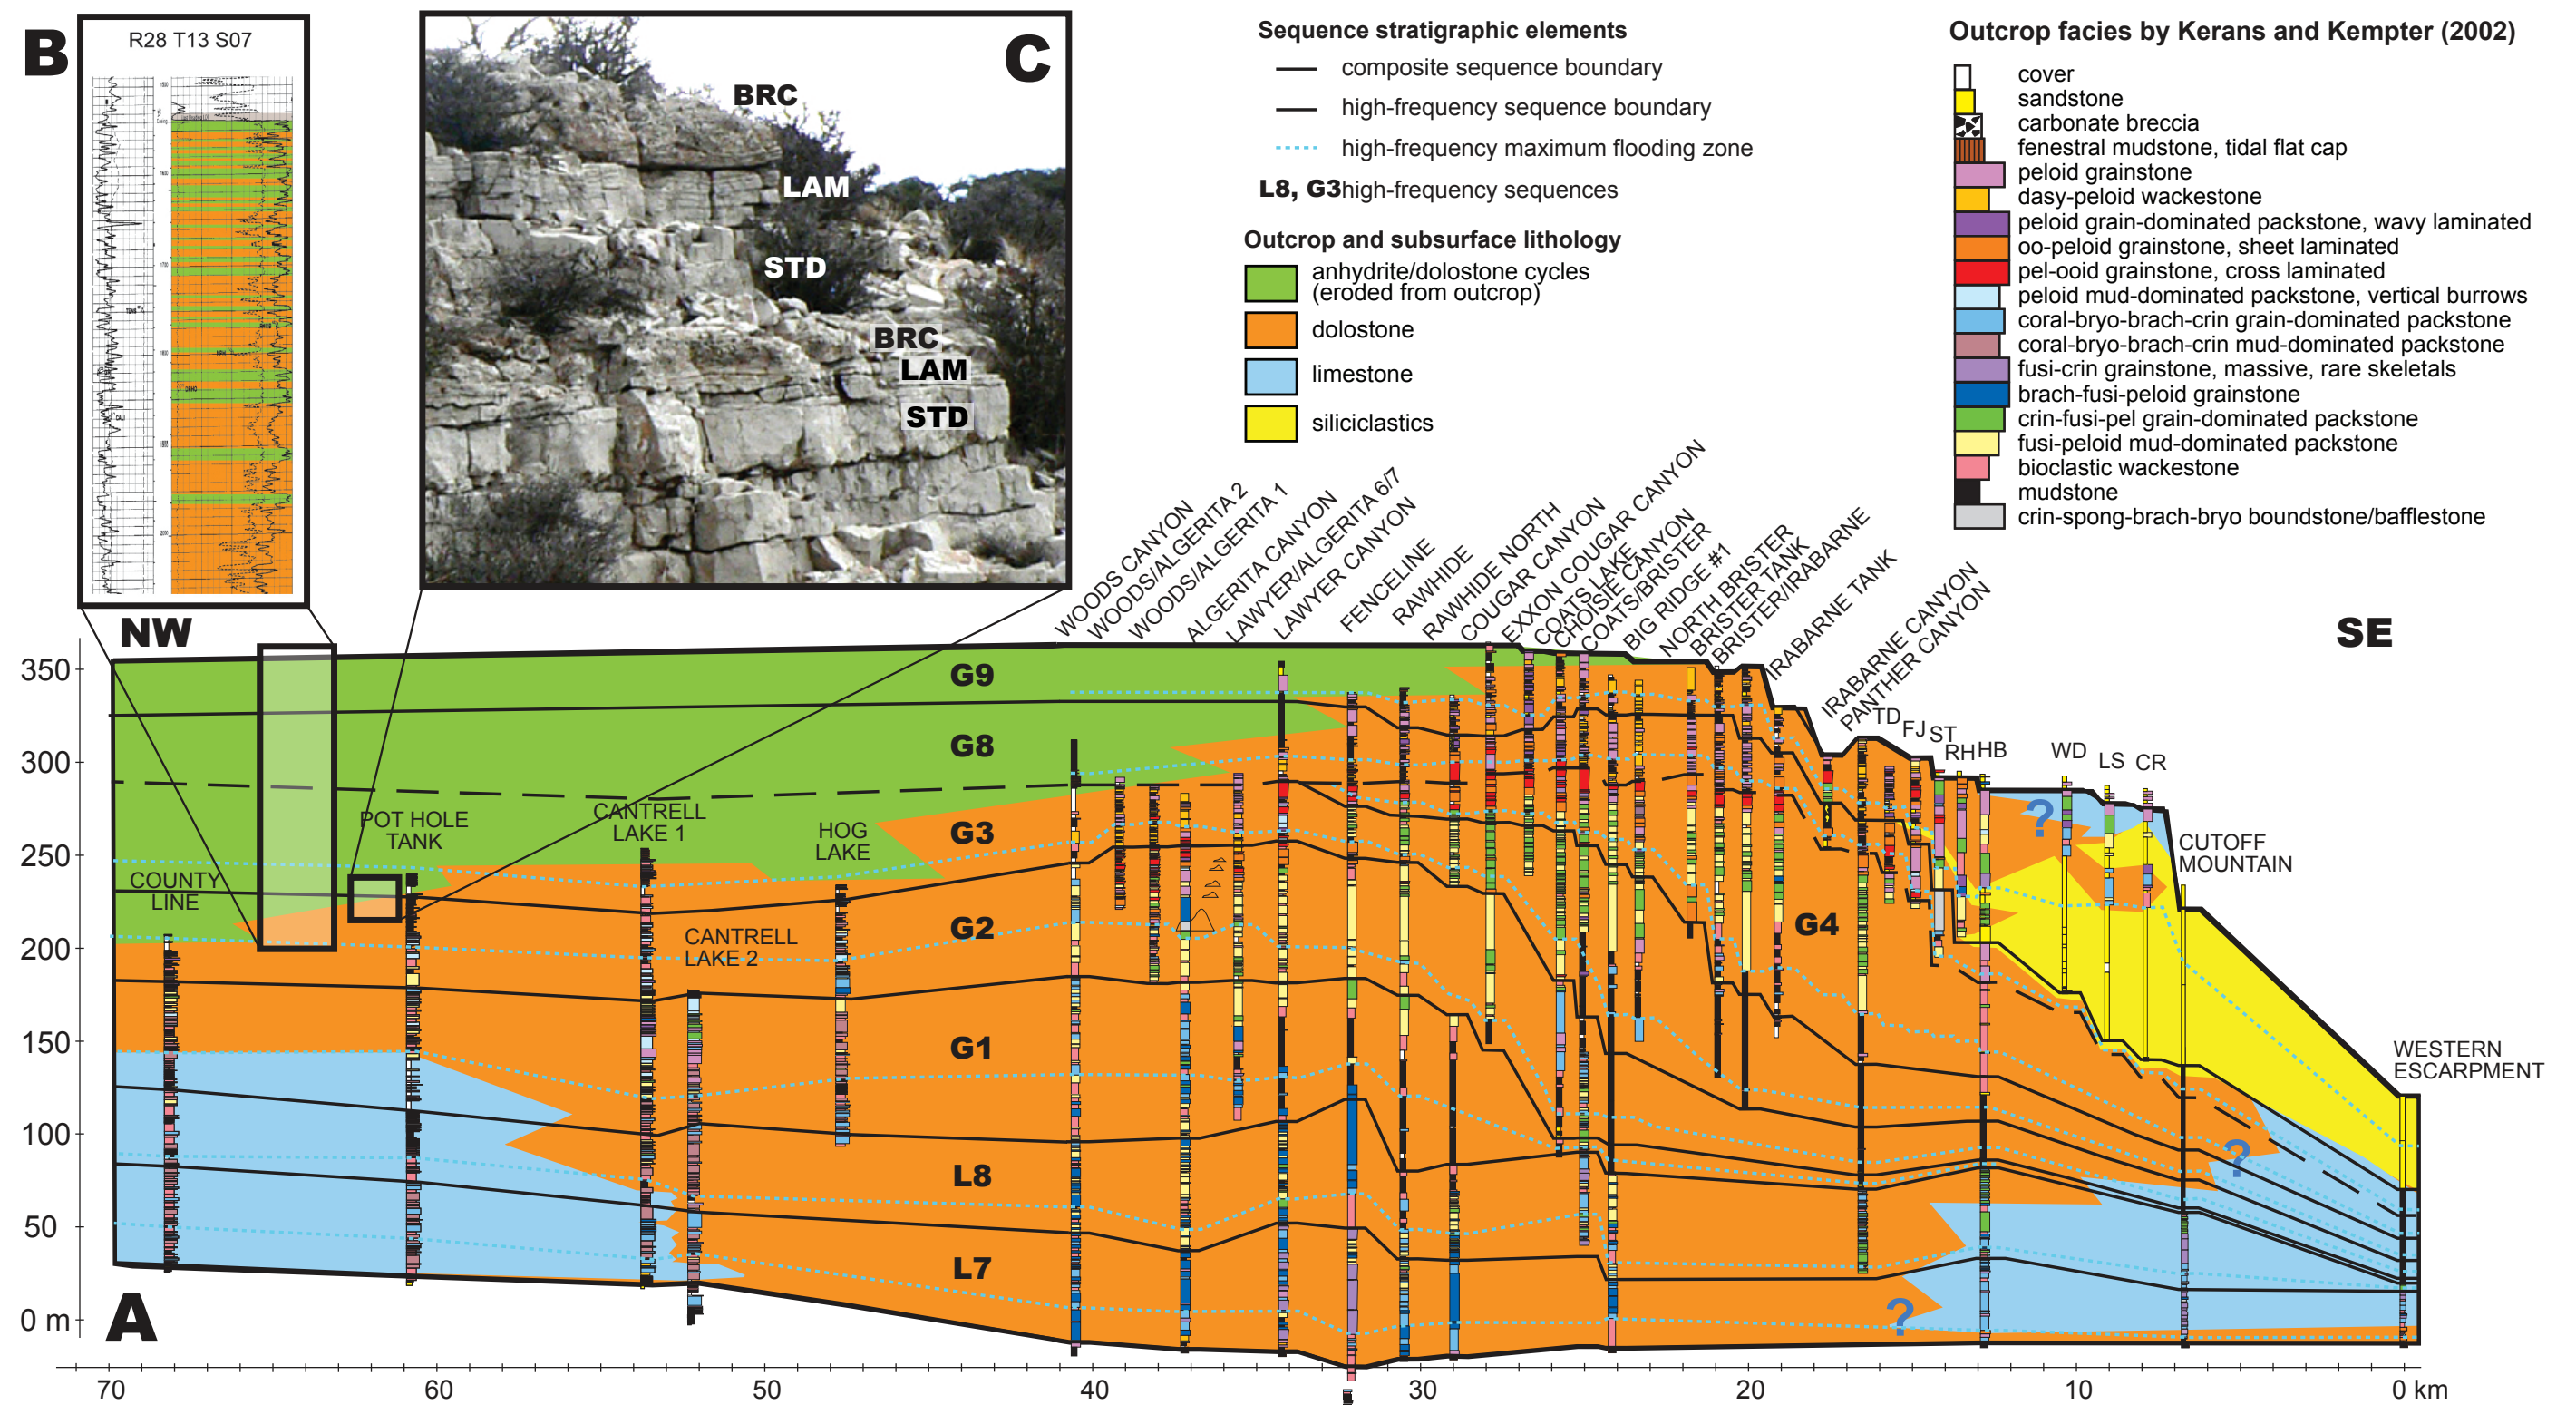 B
R28 T13 S07
C
BRC
LAM
STD
BRC
LAM
STD
Sequence stratigraphic elements
composite sequence boundary
high-frequency sequence boundary
high-frequency maximum flooding zone
L8, G3 high-frequency sequences
Outcrop and subsurface lithology
anhydrite/dolostone cycles
(eroded from outcrop)
dolostone
limestone
siliciclastics
Outcrop facies by Kerans and Kempter (2002)
cover
sandstone
carbonate breccia
fenestral mudstone, tidal flat cap
peloid grainstone
dasy-peloid wackestone
peloid grain-dominated packstone, wavy laminated
oo-peloid grainstone, sheet laminated
pel-ooid grainstone, cross laminated
peloid mud-dominated packstone, vertical burrows
coral-bryo-brach-crin grain-dominated packstone
coral-bryo-brach-crin mud-dominated packstone
fusi-crin grainstone, massive, rare skeletals
brach-fusi-peloid grainstone
crin-fusi-pel grain-dominated packstone
fusi-peloid mud-dominated packstone
bioclastic wackestone
mudstone
crin-spong-brach-bryo boundstone/bafflestone
NW
SE
WOODS CANYON
WOODS/ALGERITA 2
WOODS/ALGERITA 1
ALGERITA CANYON
LAWYER/ALGERITA 6/7
LAWYER CANYON
FENCELINE
RAWHIDE
RAWHIDE NORTH
COUGAR CANYON
EXXON COUGAR CANYON
COATS LAKE
CHOISIE CANYON
COATS/BRISTER
BIG RIDGE #1
NORTH BRISTER
BRISTER TANK
BRISTER/IRABARNE
IRABARNE TANK
IRABARNE CANYON
PANTHER CANYON
TD
FJ
ST
RH
HB
WD
LS
CR
350
300
250
200
150
100
50
0 m
G9
G8
G3
G2
G1
L8
L7
G4
COUNTY
LINE
POT HOLE
TANK
CANTRELL
LAKE 1
CANTRELL
LAKE 2
HOG
LAKE
CUTOFF
MOUNTAIN
WESTERN
ESCARPMENT
?
?
?
A
70
60
50
40
30
20
10
0 km